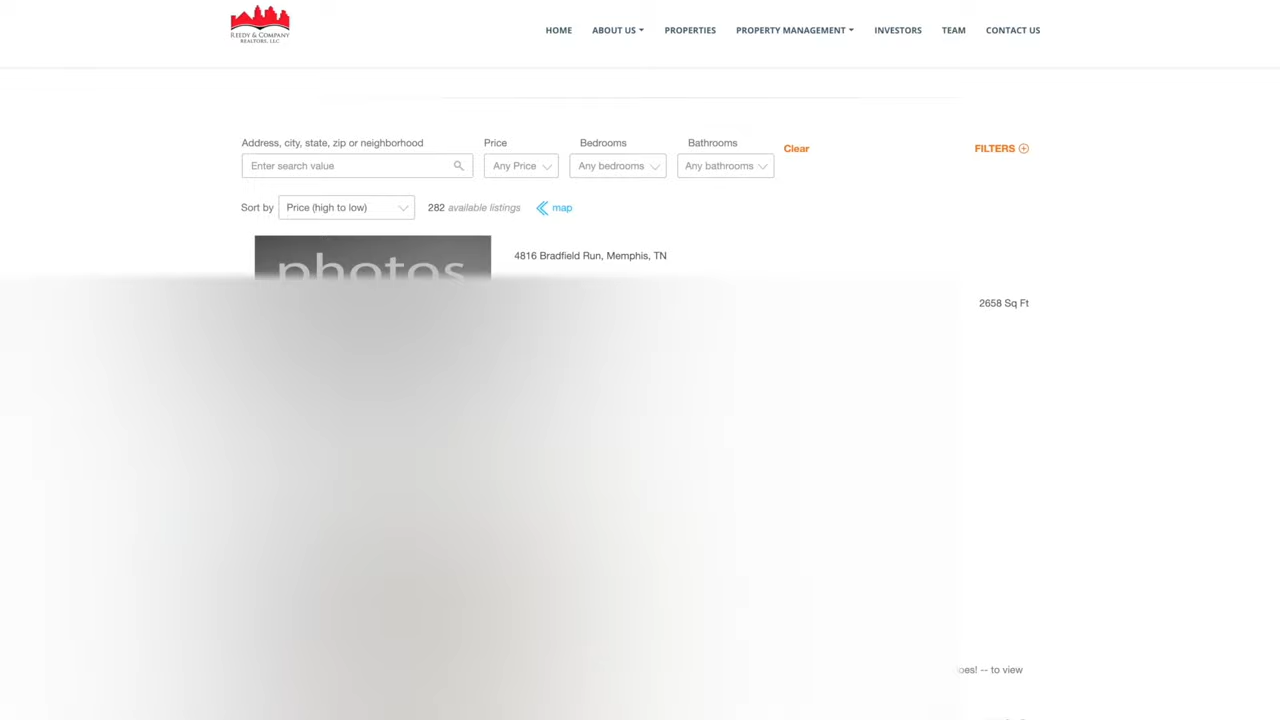 REEDY & COMPANY
REALTORS, LLC
HOME ABOUT US PROPERTIES PROPERTY MANAGEMENT INVESTORS TEAM CONTACT US
Address, city, state, zip or neighborhood Price Bedrooms Bathrooms
Clear FILTERS
Enter search value Any Price Any bedrooms Any bathrooms
Sort by Price (high to low) 282 available listings map
photos
4816 Bradfield Run, Memphis, TN
2658 Sq Ft
-- to view